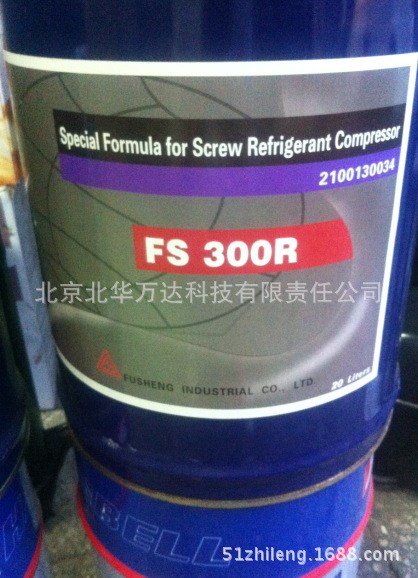 Special Formula for Screw Refrigerant Compressor
2100130034
FS 300R
北京北华万达科技有限责任公司
FUSHENG INDUSTRIAL CO., LTD.
20 Liters
BELL
51zhileng.1688.com